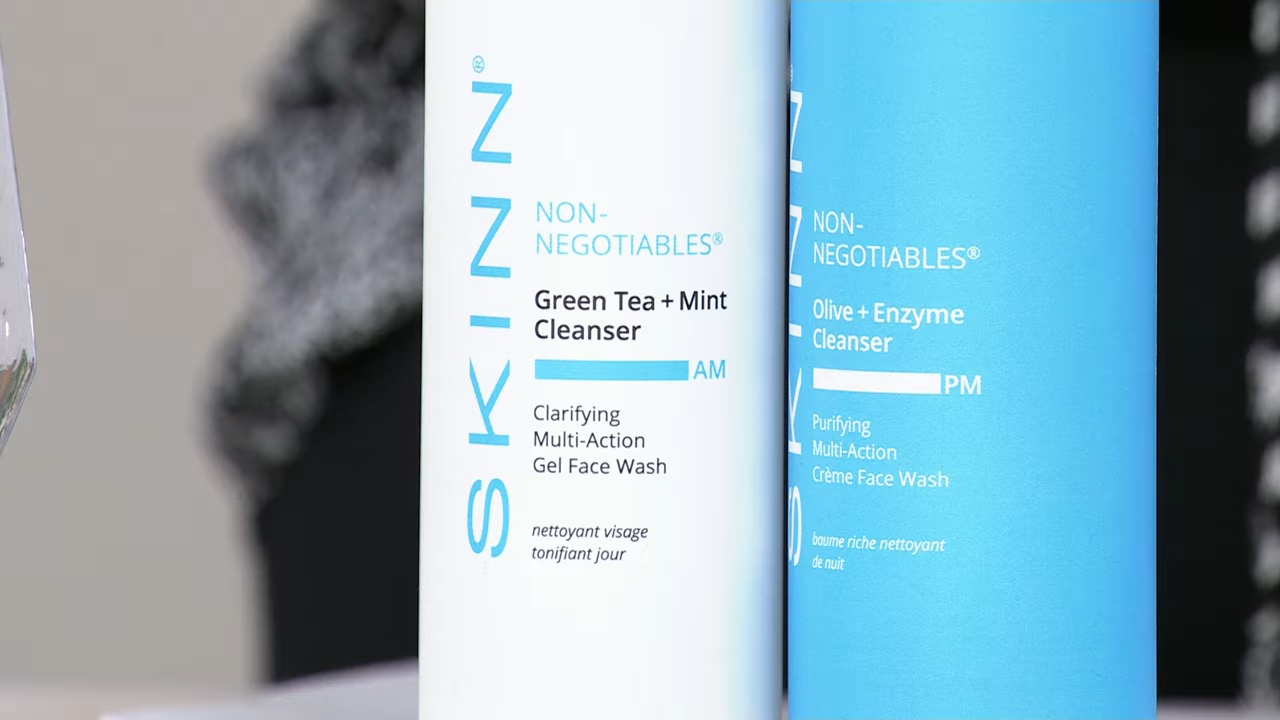 SKINN®
NON-
NEGOTIABLES®
Green Tea + Mint
Cleanser
AM
Clarifying
Multi-Action
Gel Face Wash
nettoyant visage
tonifiant jour
SKINN
NON-
NEGOTIABLES®
Olive + Enzyme
Cleanser
PM
Purifying
Multi-Action
Crème Face Wash
baume riche nettoyant
de nuit